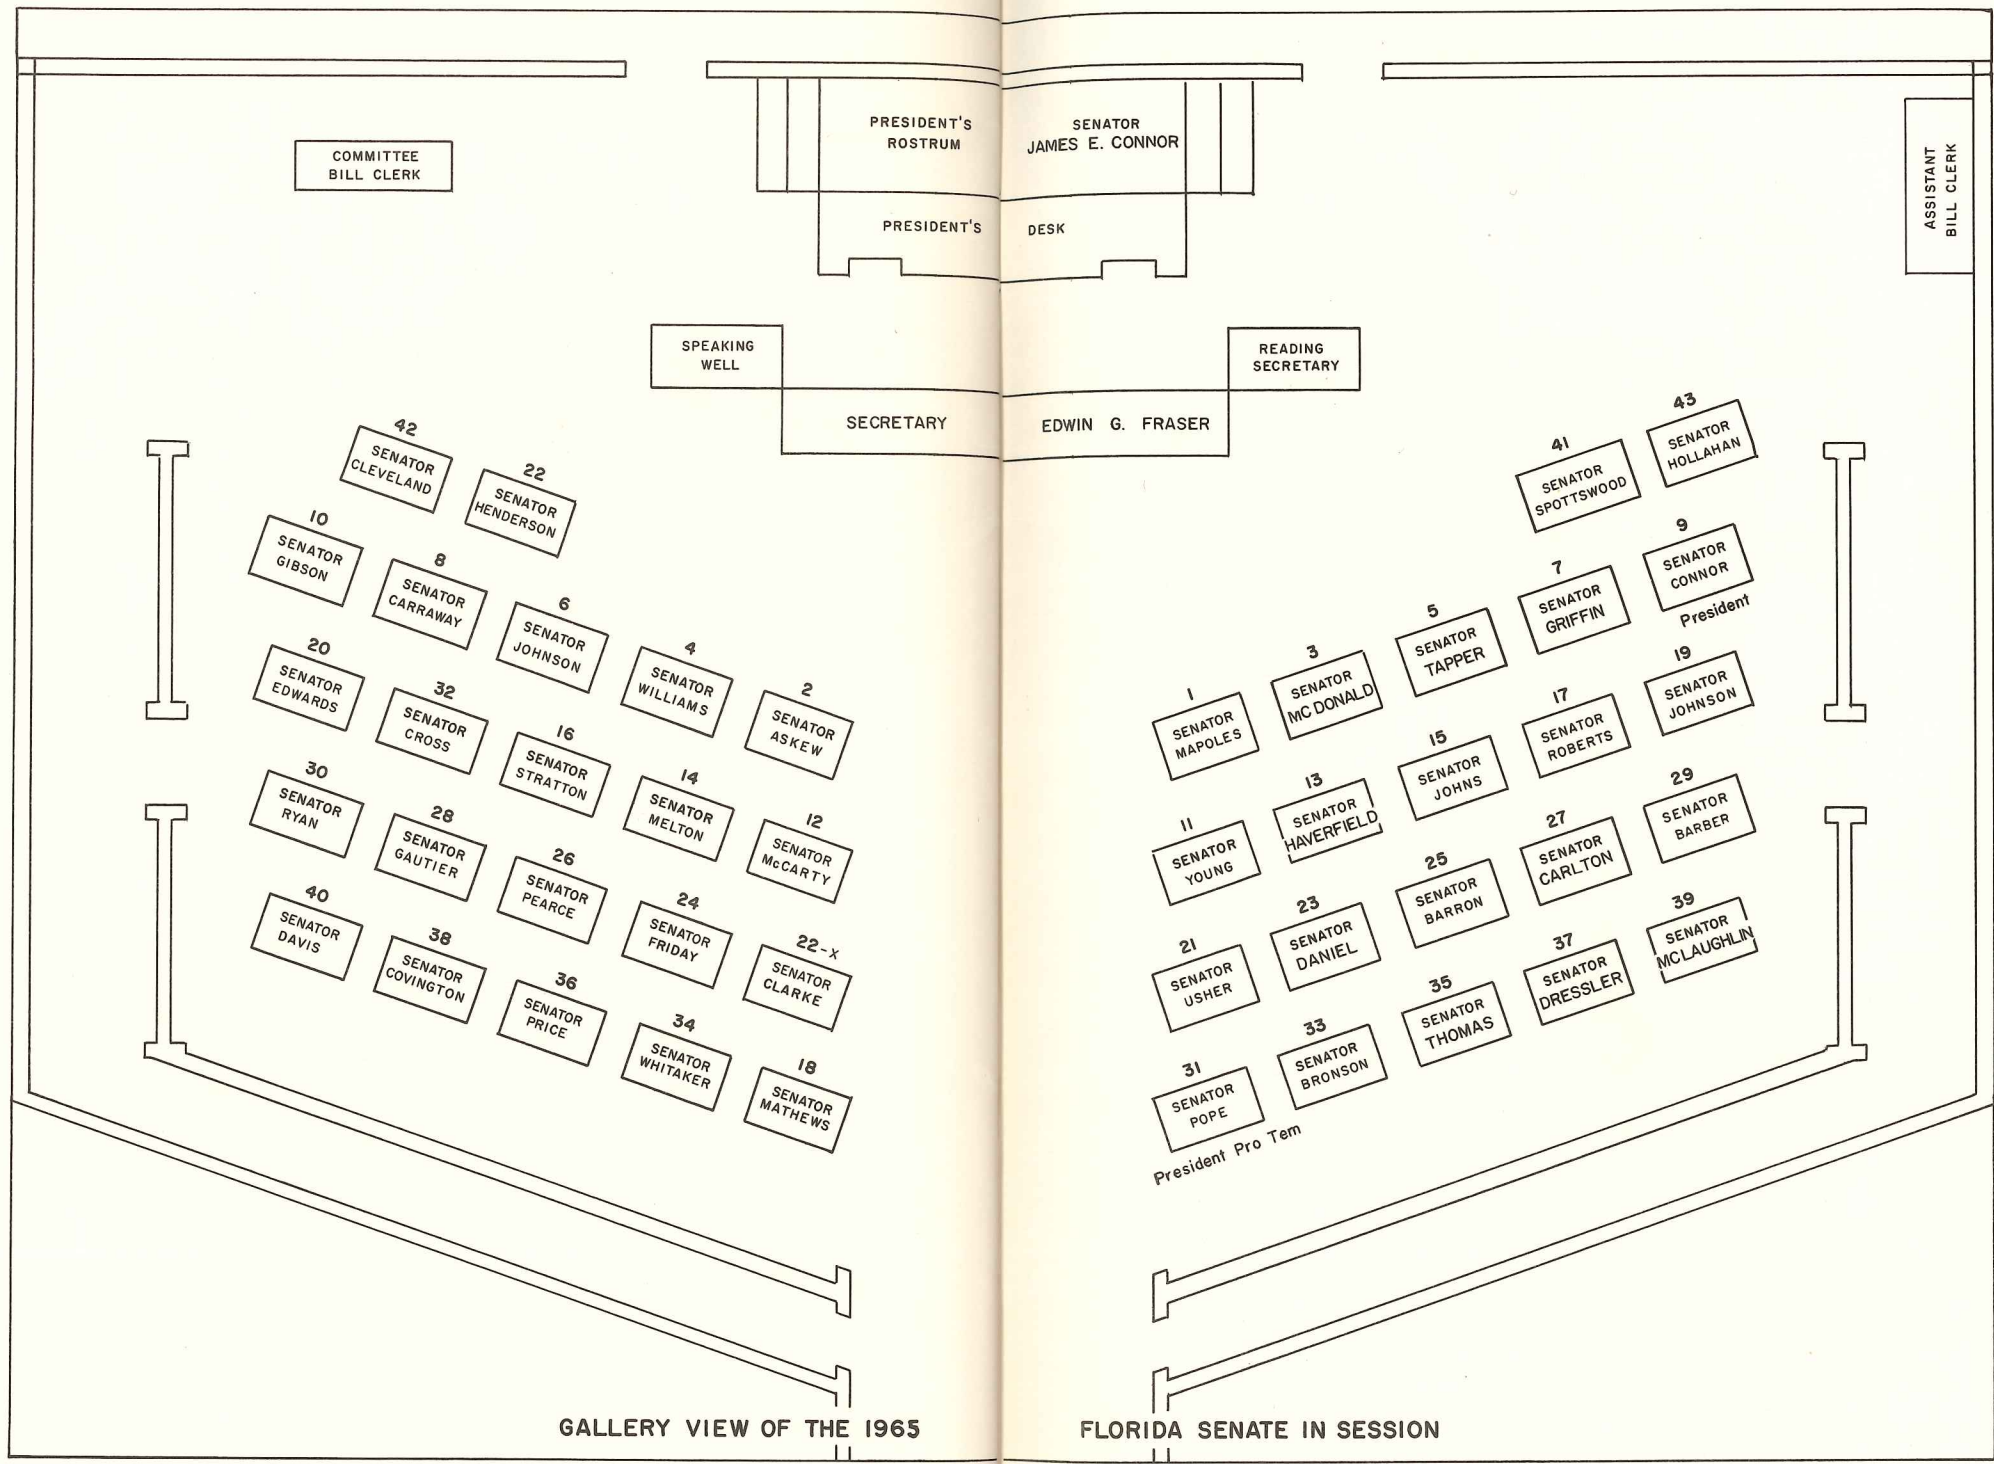 PRESIDENT'S
ROSTRUM
SENATOR
JAMES E. CONNOR
COMMITTEE
BILL CLERK
ASSISTANT
BILL CLERK
PRESIDENT'S DESK
SPEAKING
WELL
READING
SECRETARY
SECRETARY EDWIN G. FRASER
42
SENATOR
CLEVELAND
22
SENATOR
HENDERSON
10
SENATOR
GIBSON
8
SENATOR
CARRAWAY
6
SENATOR
JOHNSON
4
SENATOR
WILLIAMS
2
SENATOR
ASKEW
20
SENATOR
EDWARDS
32
SENATOR
CROSS
16
SENATOR
STRATTON
14
SENATOR
MELTON
12
SENATOR
McCARTY
30
SENATOR
RYAN
28
SENATOR
GAUTIER
26
SENATOR
PEARCE
24
SENATOR
FRIDAY
22-X
SENATOR
CLARKE
40
SENATOR
DAVIS
38
SENATOR
COVINGTON
36
SENATOR
PRICE
34
SENATOR
WHITAKER
18
SENATOR
MATHEWS
41
SENATOR
SPOTTSWOOD
43
SENATOR
HOLLAHAN
1
SENATOR
MAPOLES
3
SENATOR
MC DONALD
5
SENATOR
TAPPER
7
SENATOR
GRIFFIN
9
SENATOR
CONNOR
President
11
SENATOR
YOUNG
13
SENATOR
HAVERFIELD
15
SENATOR
JOHNS
17
SENATOR
ROBERTS
19
SENATOR
JOHNSON
21
SENATOR
USHER
23
SENATOR
DANIEL
25
SENATOR
BARRON
27
SENATOR
CARLTON
29
SENATOR
BARBER
31
SENATOR
POPE
President Pro Tem
33
SENATOR
BRONSON
35
SENATOR
THOMAS
37
SENATOR
DRESSLER
39
SENATOR
MCLAUGHLIN
GALLERY VIEW OF THE 1965 FLORIDA SENATE IN SESSION